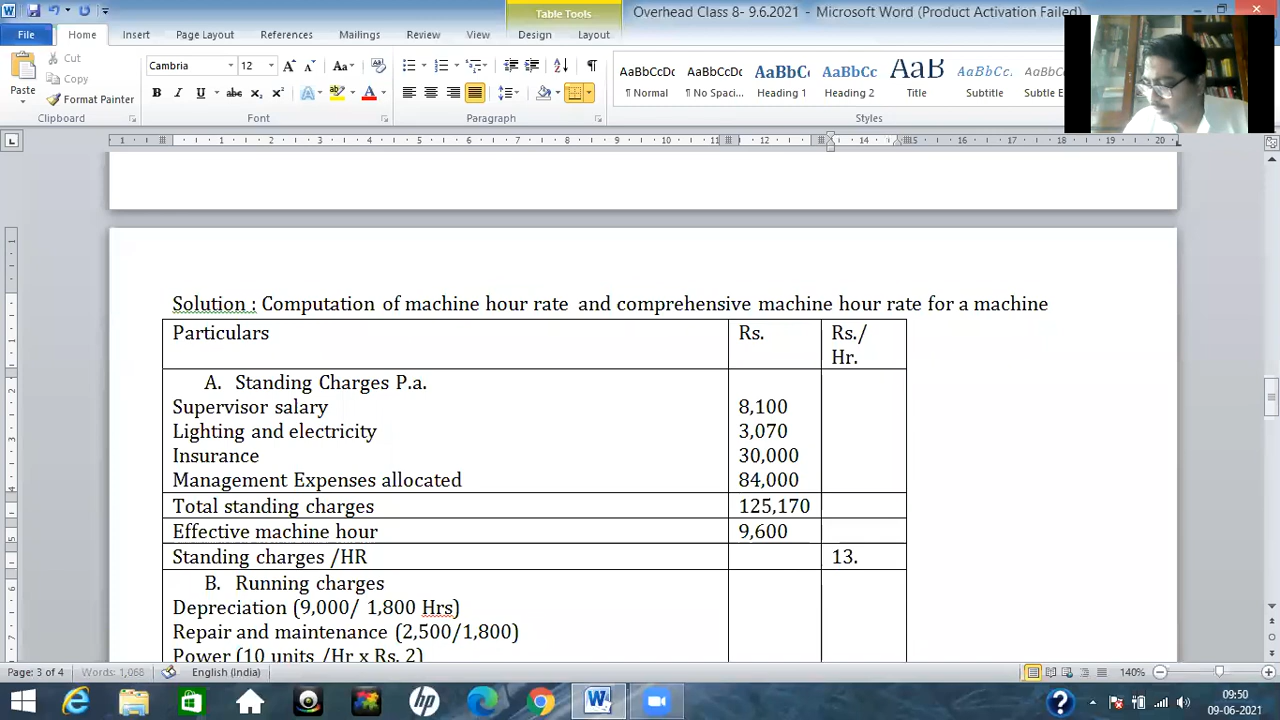 Table Tools
Overhead Class 8- 9.6.2021 - Microsoft Word (Product Activation Failed)
File Home Insert Page Layout References Mailings Review View Design Layout
Paste
Cut
Copy
Format Painter
Clipboard
Cambria 12
Font
Paragraph
AaBbCcDc AaBbCcDc AaBbCc AaBbCc AaB AaBbCcL AaBbCcDc
¶ Normal ¶ No Spaci... Heading 1 Heading 2 Title Subtitle Subtle E
Styles
Solution : Computation of machine hour rate and comprehensive machine hour rate for a machine
Particulars Rs. Rs./
Hr.
A. Standing Charges P.a.
Supervisor salary 8,100
Lighting and electricity 3,070
Insurance 30,000
Management Expenses allocated 84,000
Total standing charges 125,170
Effective machine hour 9,600
Standing charges /HR 13.
B. Running charges
Depreciation (9,000/ 1,800 Hrs)
Repair and maintenance (2,500/1,800)
Power (10 units /Hr x Rs. 2)
Page: 3 of 4 Words: 1,068 English (India) 140%
09:50
09-06-2021